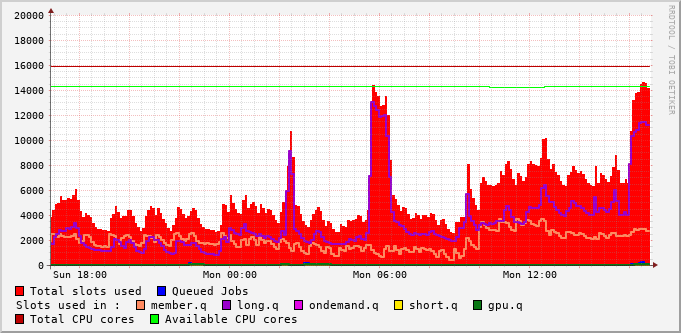 RRDTOOL / TOBI OETIKER
20000
18000
16000
14000
12000
10000
8000
6000
4000
2000
0
Sun 18:00 Mon 00:00 Mon 06:00 Mon 12:00
Total slots used Queued Jobs
Slots used in : member.q long.q ondemand.q short.q gpu.q
Total CPU cores Available CPU cores